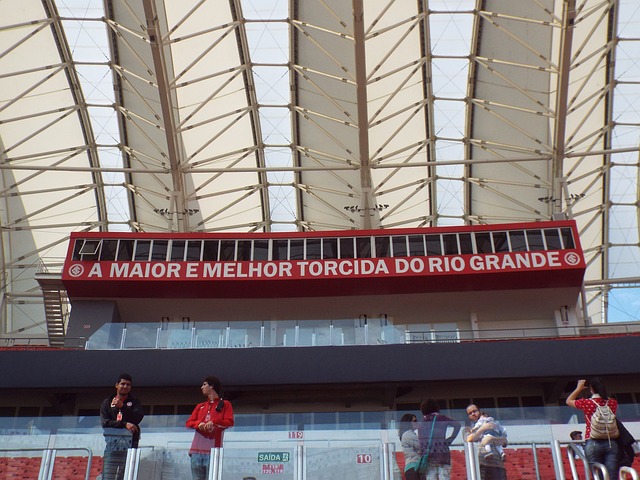 A MAIOR E MELHOR TORCIDA DO RIO GRANDE
119
SAÍDA
10